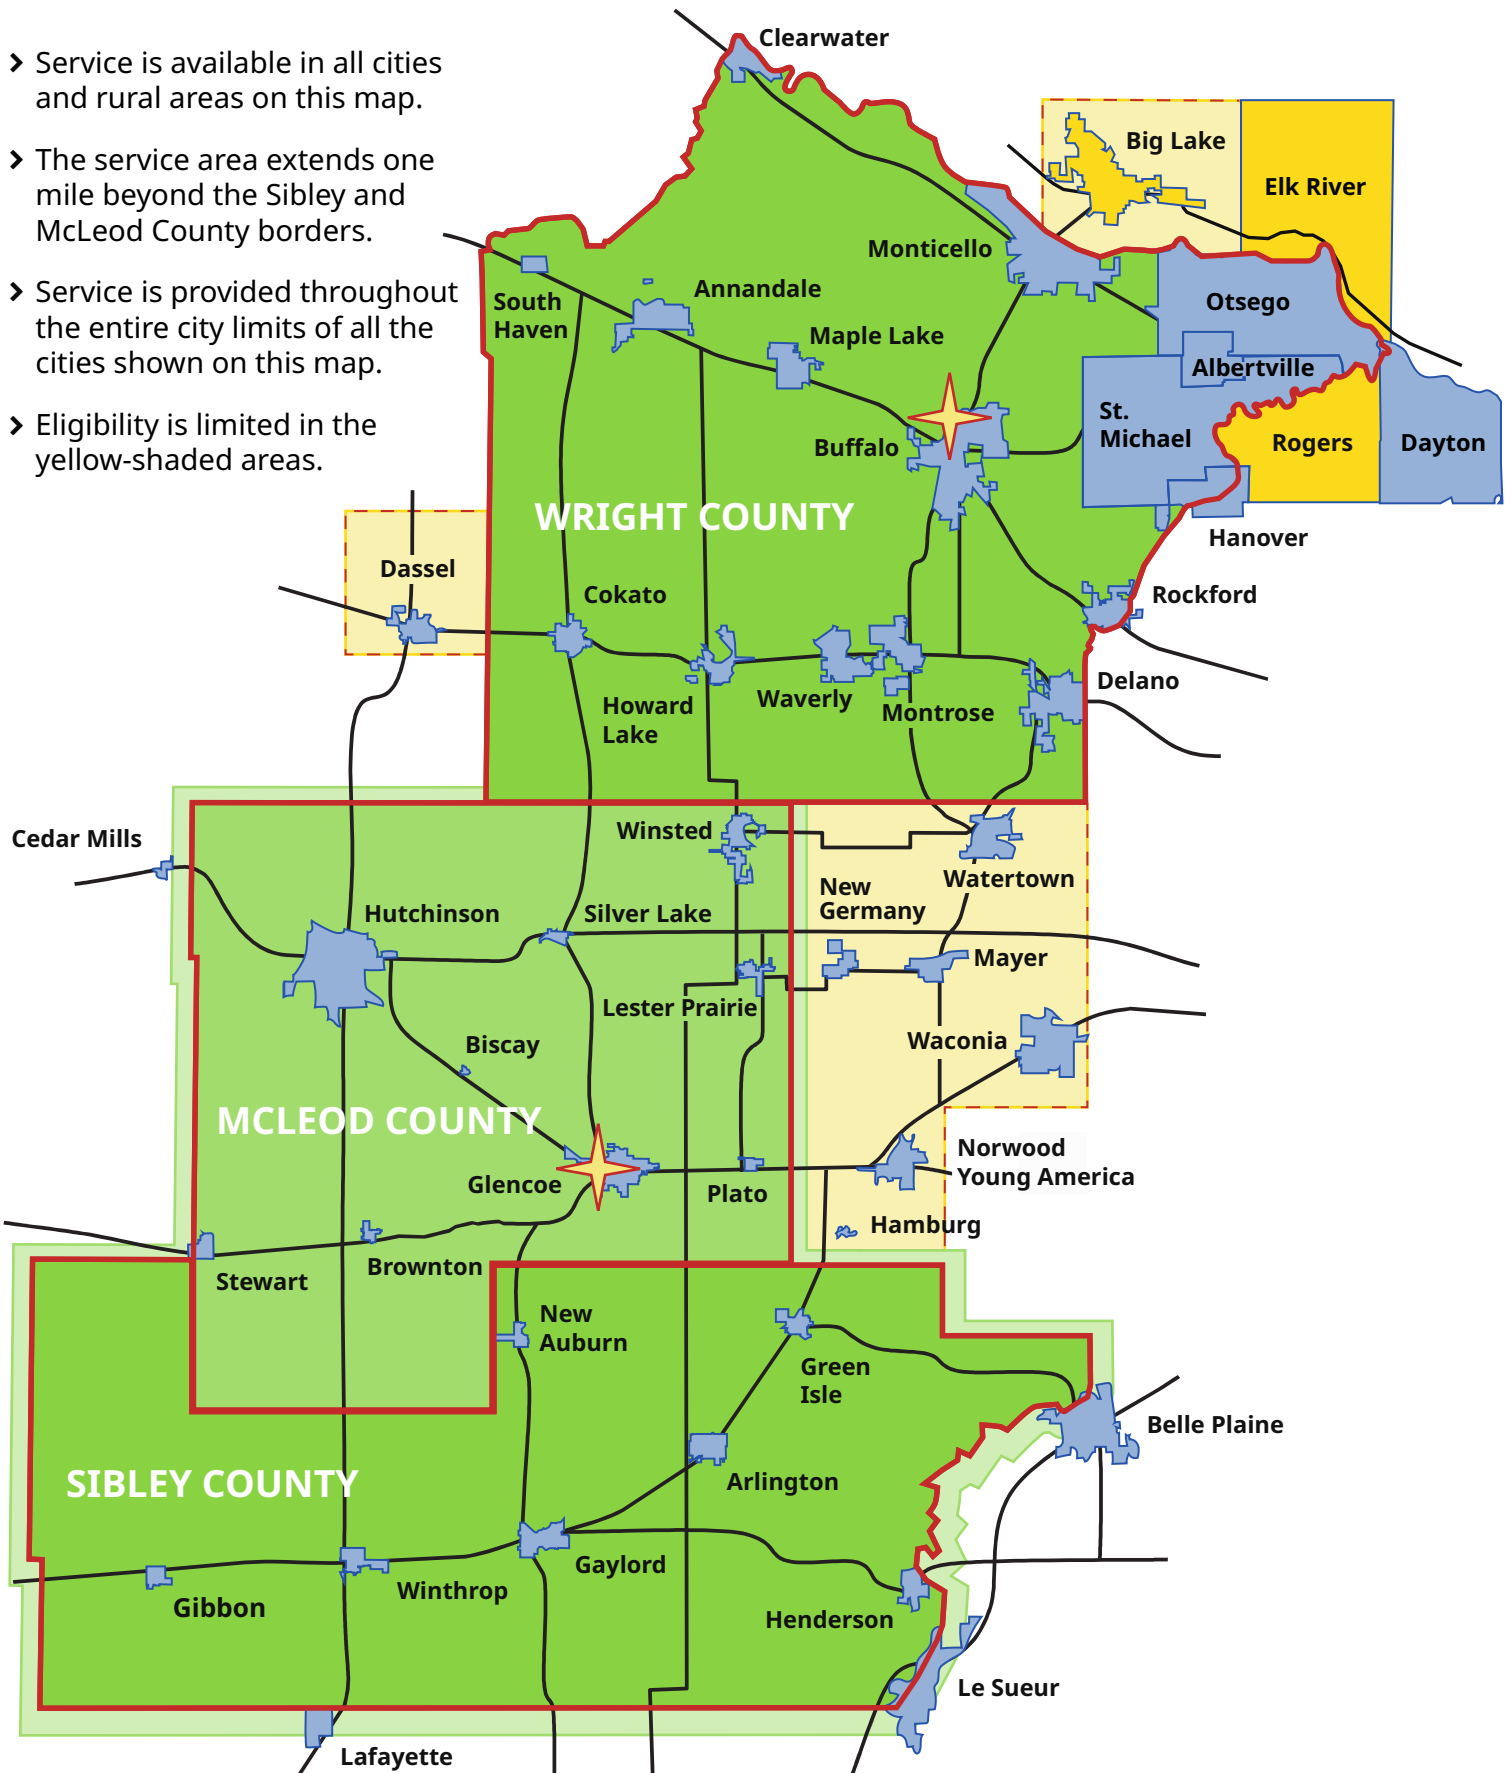 Service is available in all cities
and rural areas on this map.
The service area extends one
mile beyond the Sibley and
McLeod County borders.
Service is provided throughout
the entire city limits of all the
cities shown on this map.
Eligibility is limited in the
yellow-shaded areas.
Clearwater
Big Lake
Elk River
Monticello
South
Haven
Annandale
Otsego
Maple Lake
Albertville
St.
Michael
Rogers
Dayton
Buffalo
WRIGHT COUNTY
Hanover
Dassel
Cokato
Rockford
Howard
Lake
Waverly
Montrose
Delano
Cedar Mills
Winsted
Watertown
New
Germany
Hutchinson
Silver Lake
Mayer
Lester Prairie
Waconia
Biscay
MCLEOD COUNTY
Norwood
Young America
Glencoe
Plato
Hamburg
Stewart
Brownton
New
Auburn
Green
Isle
Belle Plaine
SIBLEY COUNTY
Arlington
Gaylord
Winthrop
Gibbon
Henderson
Le Sueur
Lafayette